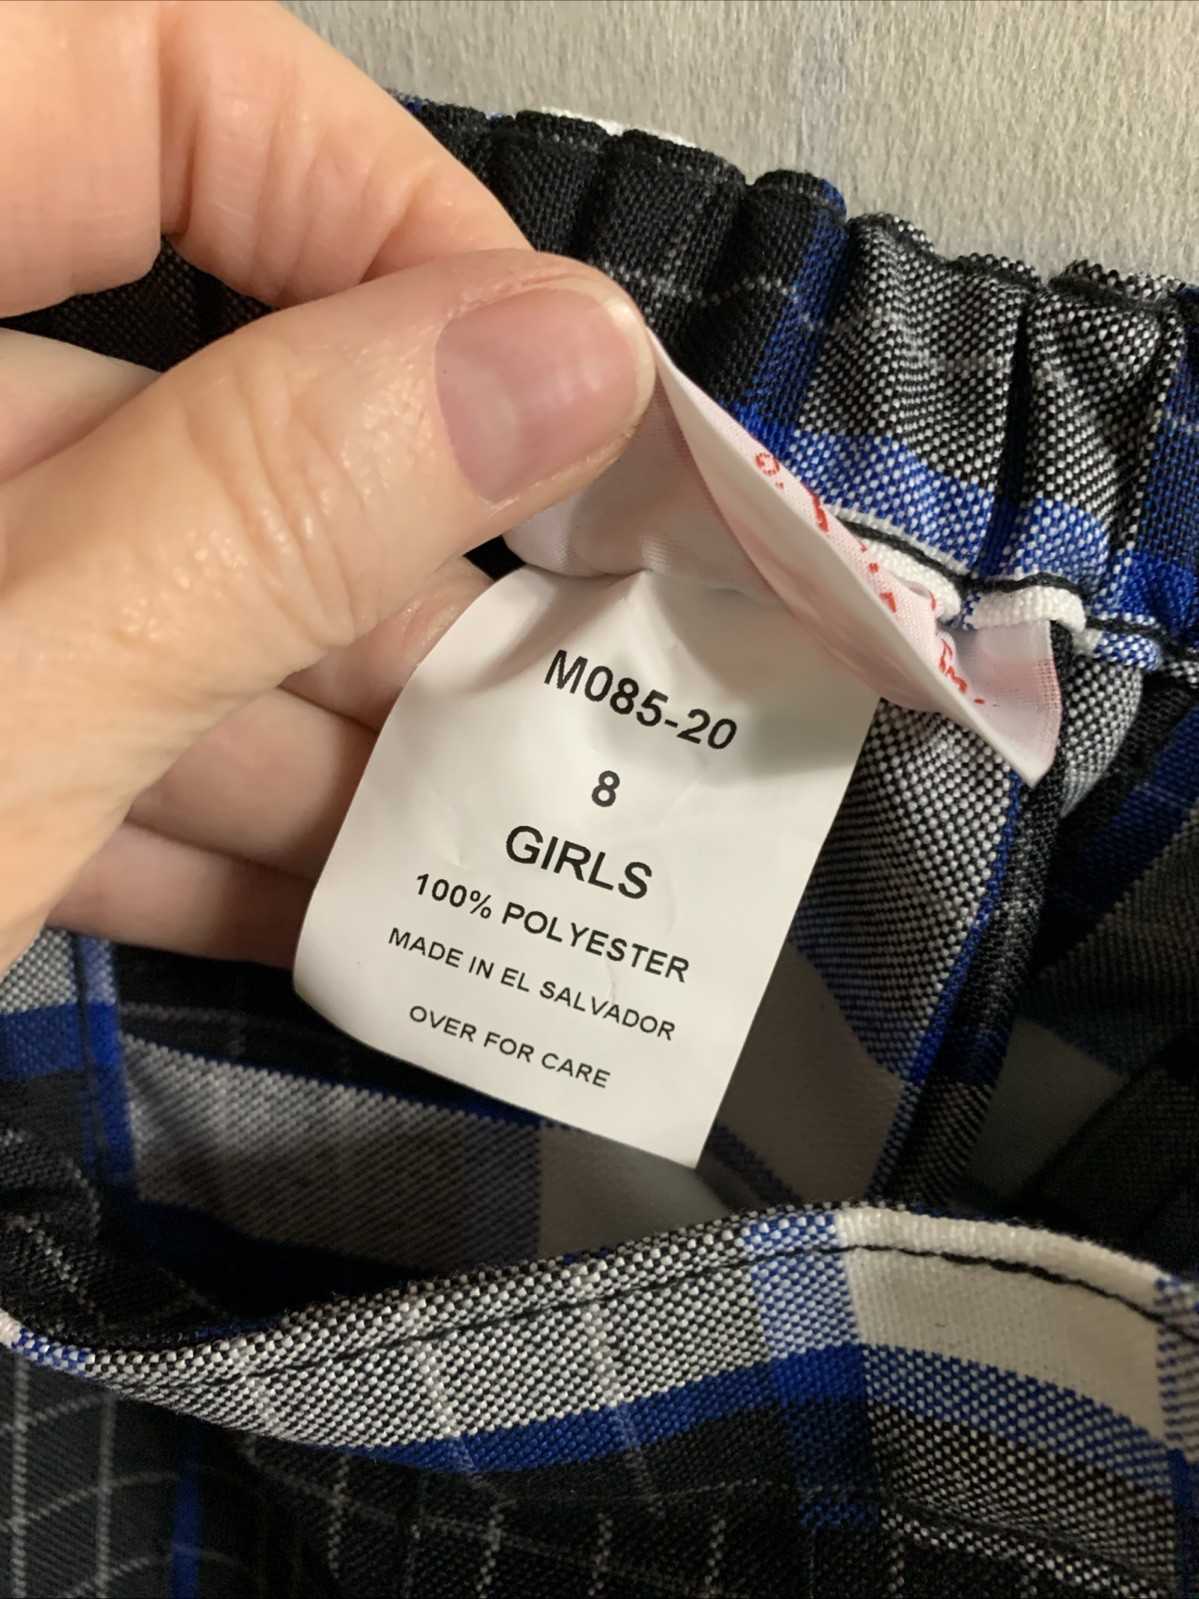 M085-20
8
GIRLS
100% POLYESTER
MADE IN EL SALVADOR
OVER FOR CARE